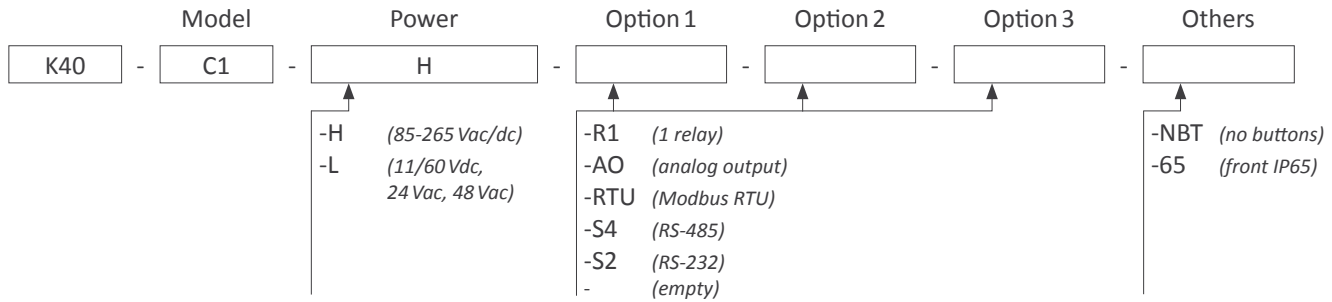 Model Power Option 1 Option 2 Option 3 Others
K40 - C1 - H - - - -
-H (85-265 Vac/dc)
-L (11/60 Vdc,
24 Vac, 48 Vac)
-R1 (1 relay)
-AO (analog output)
-RTU (Modbus RTU)
-S4 (RS-485)
-S2 (RS-232)
- (empty)
-NBT (no buttons)
-65 (front IP65)